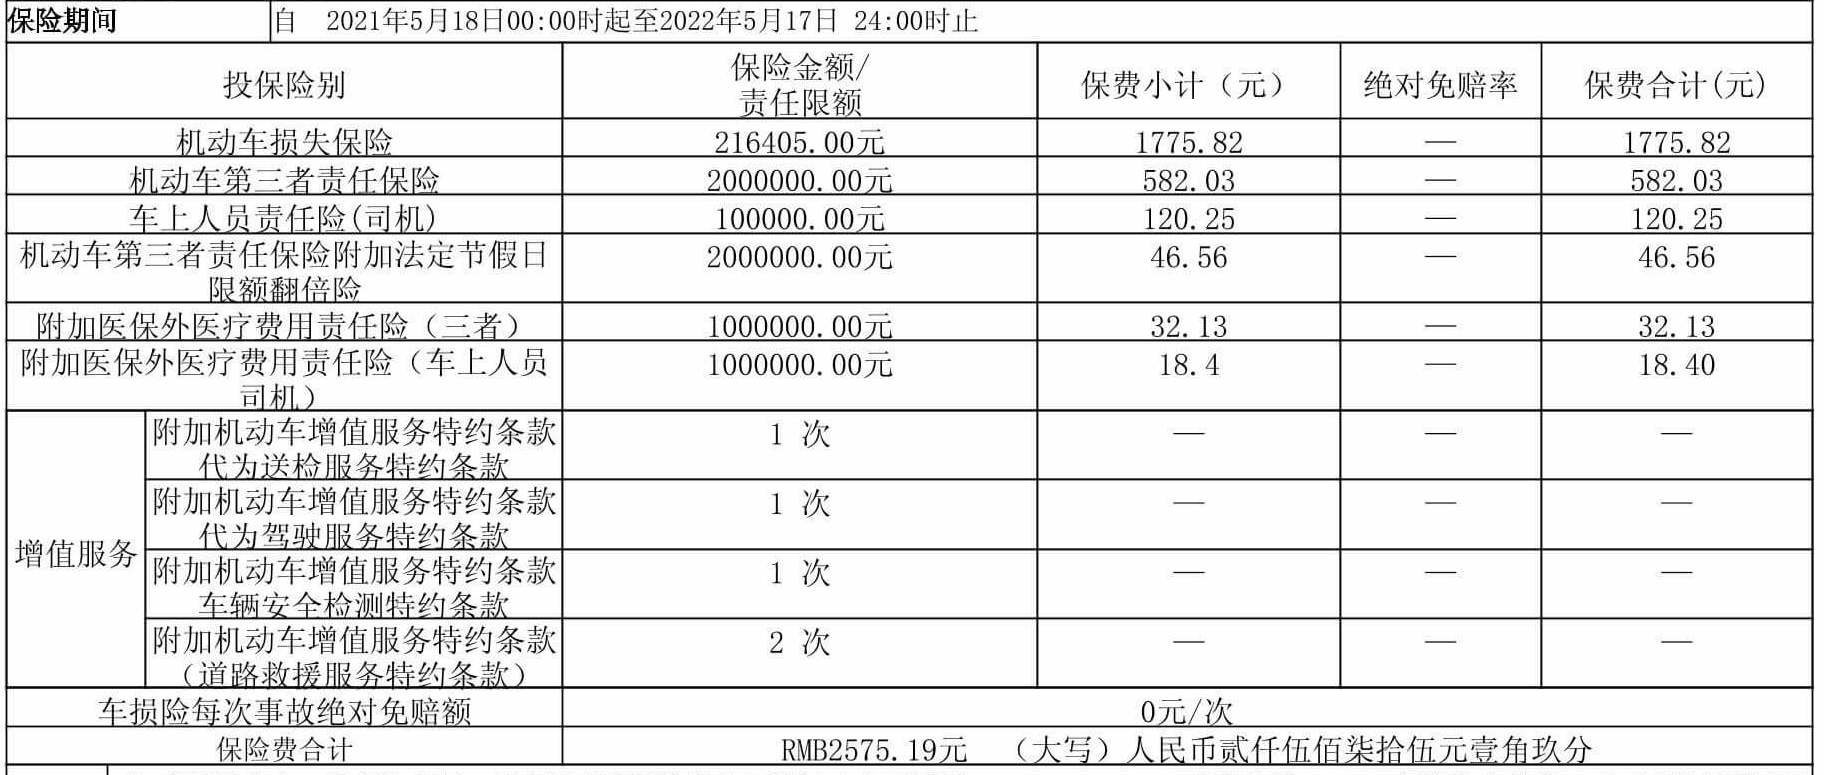 保险期间 自 2021年5月18日00:00时起至2022年5月17日 24:00时止
投保险别 保险金额/ 保费小计（元） 绝对免赔率 保费合计(元)
责任限额
机动车损失保险 216405.00元 1775.82 — 1775.82
机动车第三者责任保险 2000000.00元 582.03 — 582.03
车上人员责任险(司机) 100000.00元 120.25 — 120.25
机动车第三者责任保险附加法定节假日 2000000.00元 46.56 — 46.56
限额翻倍险
附加医保外医疗费用责任险（三者） 1000000.00元 32.13 — 32.13
附加医保外医疗费用责任险（车上人员 1000000.00元 18.4 — 18.40
司机）
增值服务
附加机动车增值服务特约条款 1 次 — — —
代为送检服务特约条款
附加机动车增值服务特约条款 1 次 — — —
代为驾驶服务特约条款
附加机动车增值服务特约条款 1 次 — — —
车辆安全检测特约条款
附加机动车增值服务特约条款 2 次 — — —
（道路救援服务特约条款）
车损险每次事故绝对免赔额 0元/次
保险费合计 RMB2575.19元 （大写）人民币贰仟伍佰柒拾伍元壹角玖分